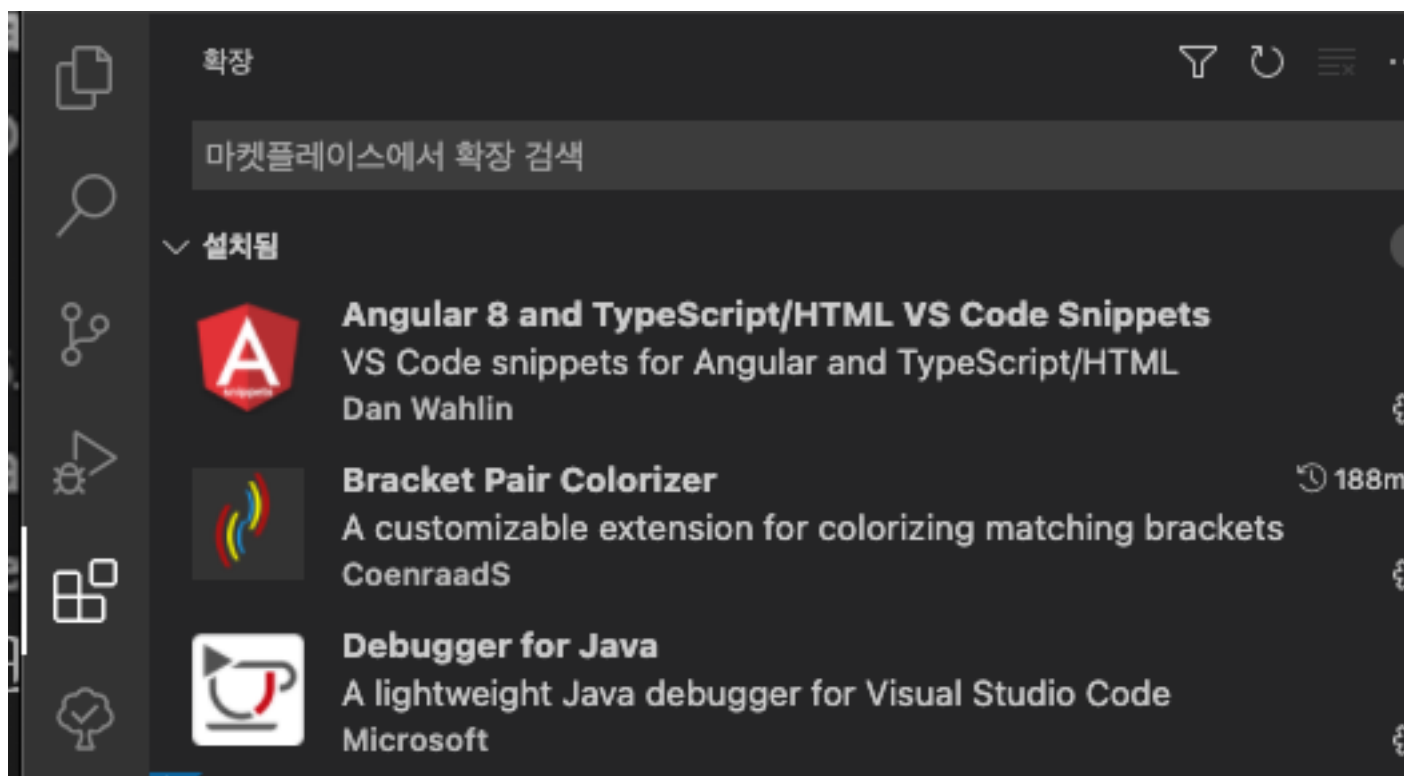 확장
마켓플레이스에서 확장 검색
설치됨
Angular 8 and TypeScript/HTML VS Code Snippets
VS Code snippets for Angular and TypeScript/HTML
Dan Wahlin
Bracket Pair Colorizer
188m
A customizable extension for colorizing matching brackets
CoenraadS
Debugger for Java
A lightweight Java debugger for Visual Studio Code
Microsoft